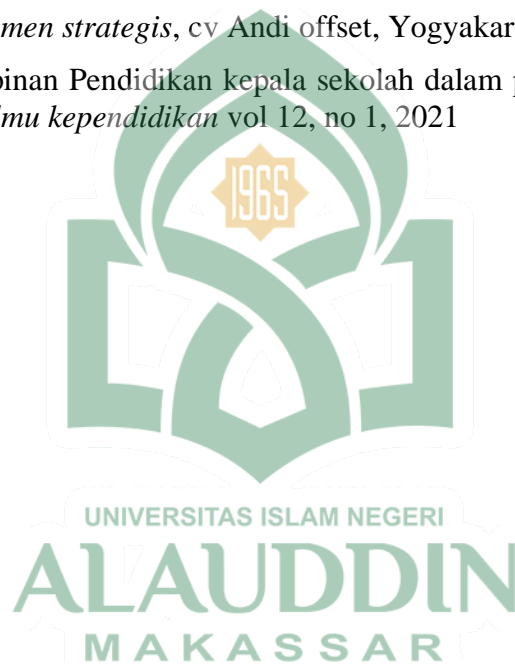 men strategis, cv Andi offset, Yogyakar
pinan Pendidikan kepala sekolah dalam p
lmu kependidikan vol 12, no 1, 2021
1965
UNIVERSITAS ISLAM NEGERI
ALAUDDIN
MAKASSAR